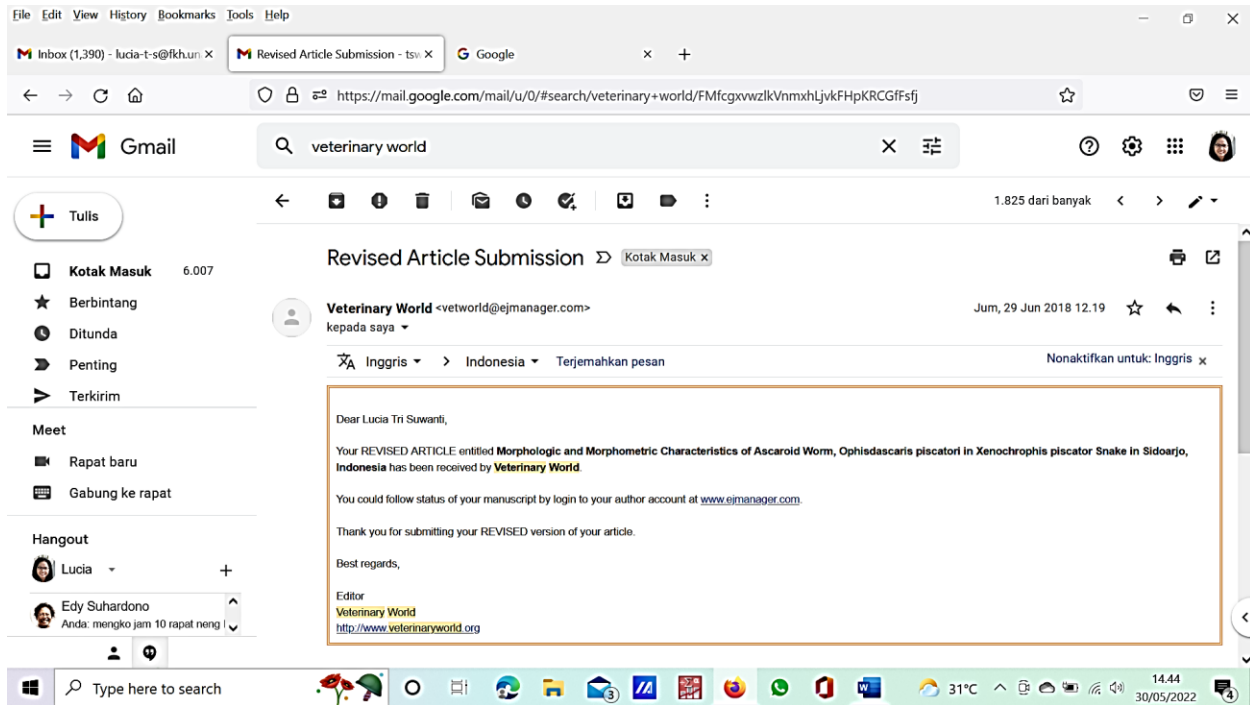 File Edit View History Bookmarks Tools Help
Inbox (1,390) - lucia-t-s@fkh.un
Revised Article Submission - tsw
Google
https://mail.google.com/mail/u/0/#search/veterinary+world/FMfcgxvwzlkVnmxhLjvkFHpKRCGfFsfj
Gmail
veterinary world
Tulis
1.825 dari banyak
Kotak Masuk 6.007
Berbintang
Ditunda
Penting
Terkirim
Meet
Rapat baru
Gabung ke rapat
Hangout
Lucia
Edy Suhardono
Anda: mengko jam 10 rapat neng
Revised Article Submission Kotak Masuk x
Veterinary World <vetworld@ejmanager.com>
Jum, 29 Jun 2018 12.19
kepada saya
Inggris > Indonesia Terjemahkan pesan
Nonaktifkan untuk: Inggris x
Dear Lucia Tri Suwanti,
Your REVISED ARTICLE entitled Morphologic and Morphometric Characteristics of Ascaroid Worm, Ophisdascaris piscatori in Xenochrophis piscator Snake in Sidoarjo,
Indonesia has been received by Veterinary World.
You could follow status of your manuscript by login to your author account at www.ejmanager.com.
Thank you for submitting your REVISED version of your article.
Best regards,
Editor
Veterinary World
http://www.veterinaryworld.org
Type here to search
3
31°C
14.44
30/05/2022
4